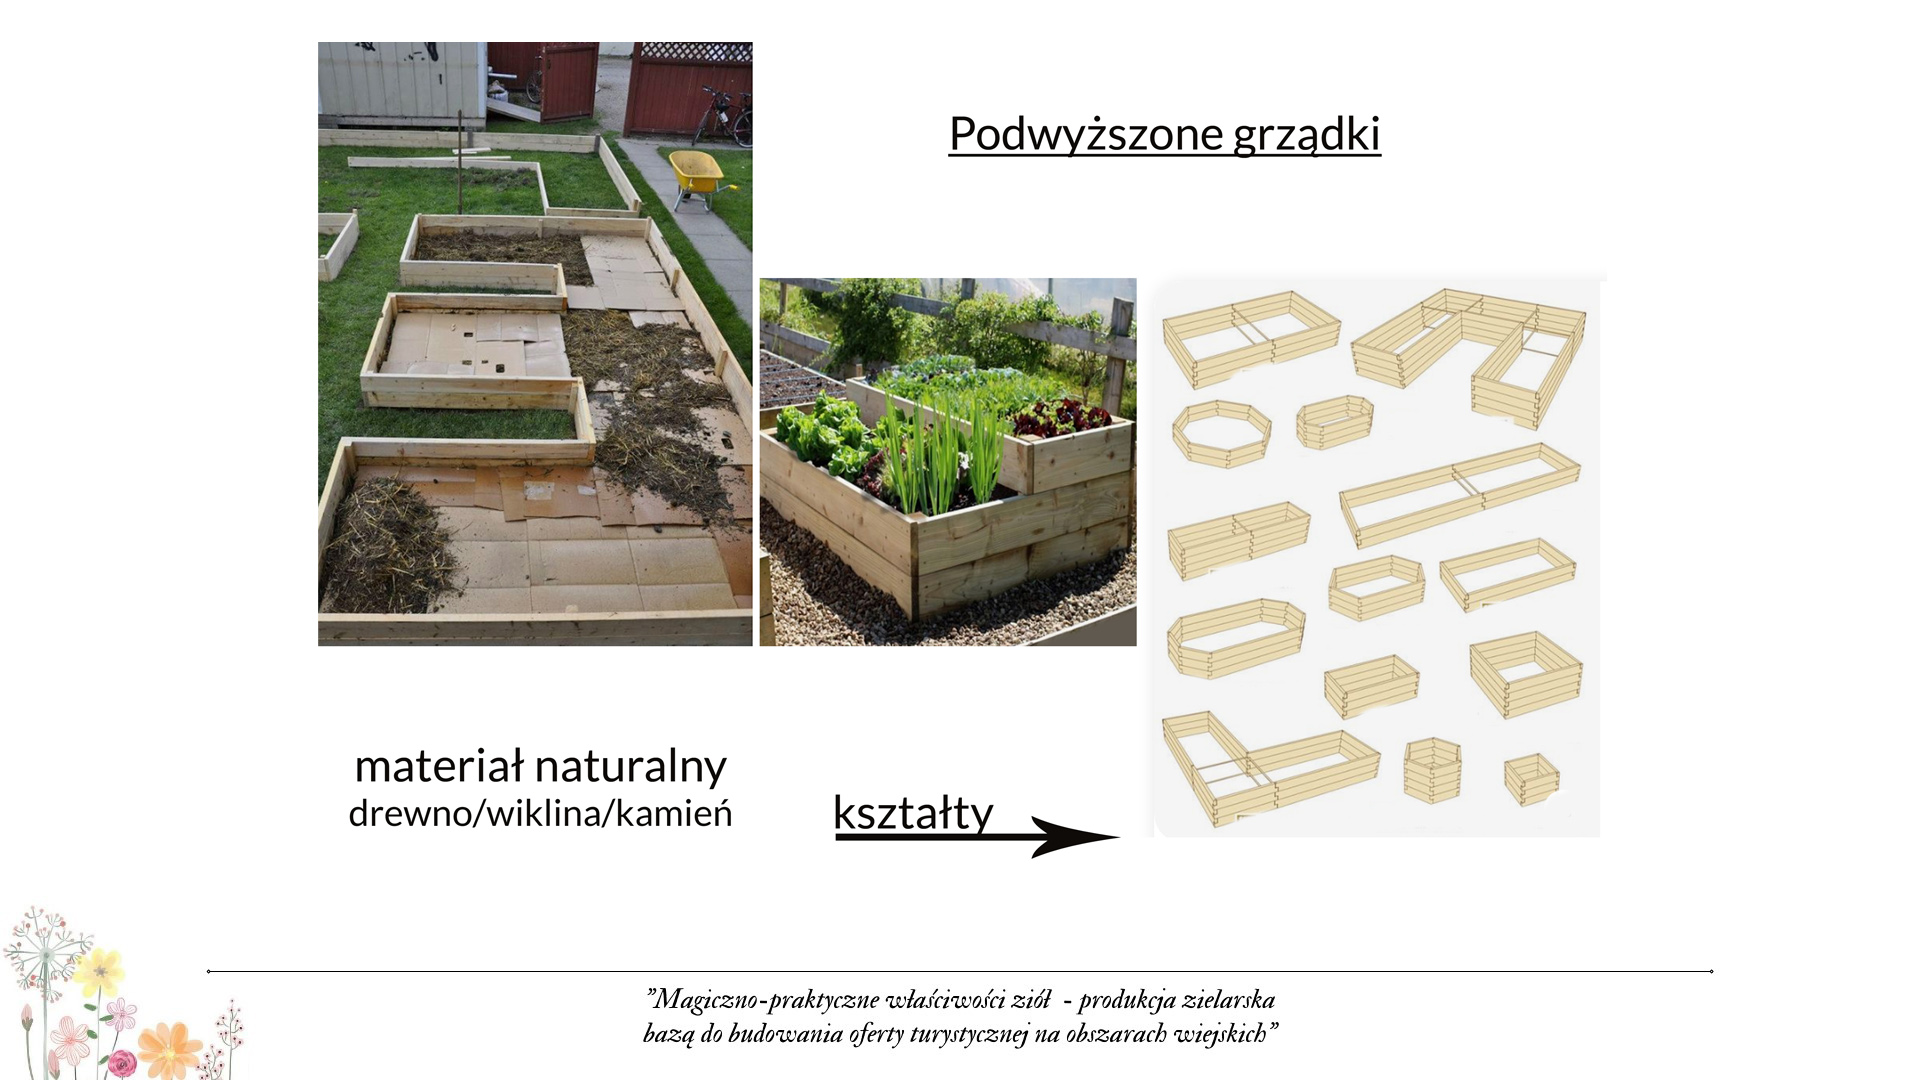 Podwyższone grządki
materiał naturalny
drewno/wiklina/kamień
kształty
"Magiczno-praktyczne właściwości ziół - produkcja zielarska
bazą do budowania oferty turystycznej na obszarach wiejskich"